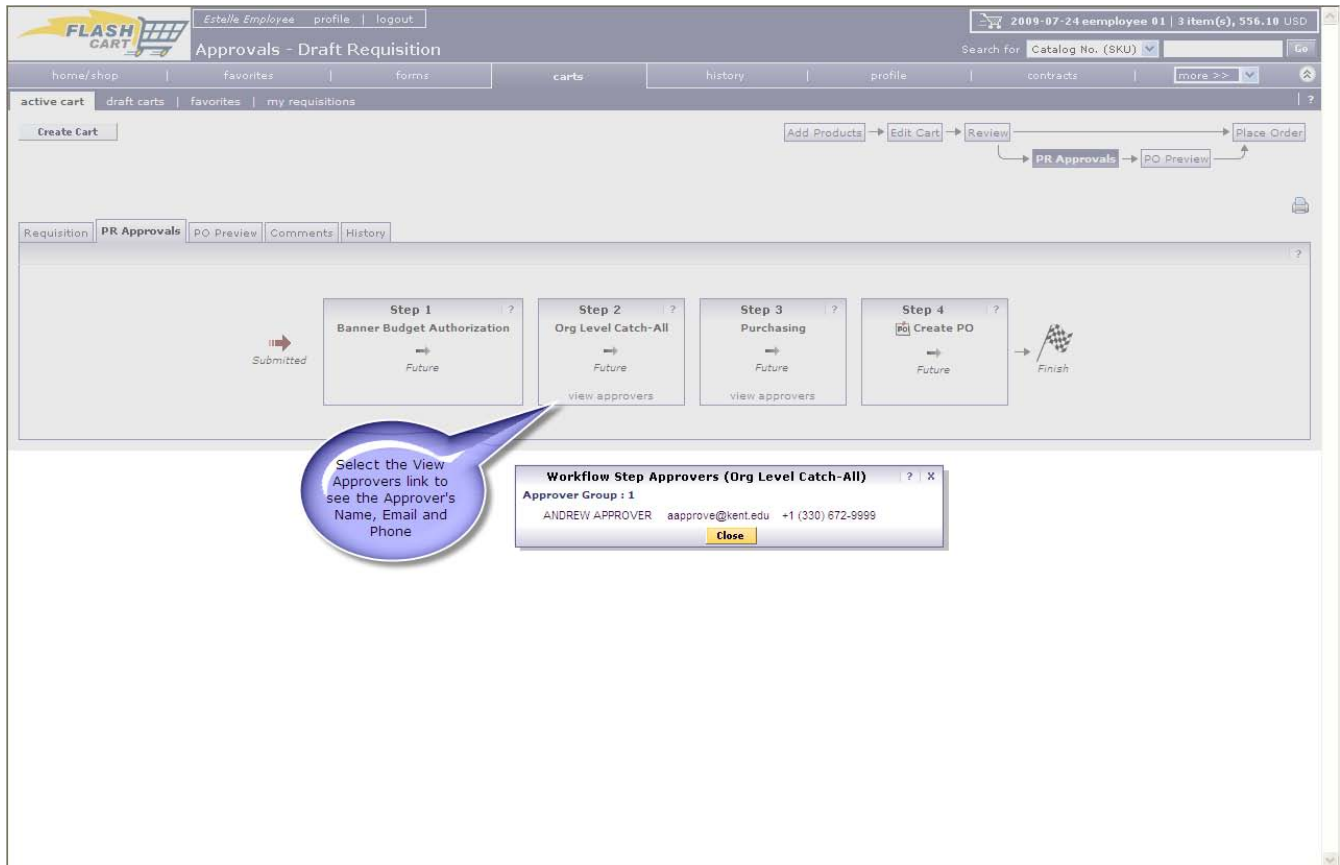 FLASH CART
Estelle Employee profile | logout
2009-07-24 eemployee 01 | 3 item(s), 556.10 USD
Approvals - Draft Requisition
Search for Catalog No. (SKU) Go
home/shop | favorites | forms carts history | profile | contracts | more >>
active cart draft carts | favorites | my requisitions | ?
Create Cart
Add Products Edit Cart Review Place Order
PR Approvals PO Preview
Requisition PR Approvals PO Preview Comments History
?
Submitted
Step 1 ?
Banner Budget Authorization
Future
Step 2 ?
Org Level Catch-All
Future
view approvers
Step 3 ?
Purchasing
Future
view approvers
Step 4 ?
PO Create PO
Future
Finish
Select the View
Approvers link to
see the Approver's
Name, Email and
Phone
Workflow Step Approvers (Org Level Catch-All) ? X
Approver Group : 1
ANDREW APPROVER aapprove@kent.edu +1 (330) 672-9999
Close